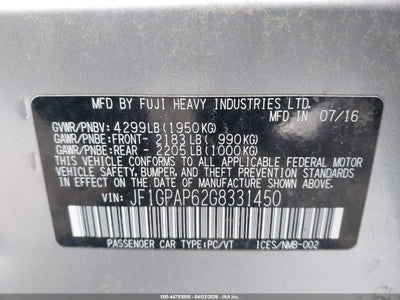 MFD. BY FUJI HEAVY INDUSTRIES LTD.
MFD IN 07/16
GVWR/PNBV: 4299LB(1950KG)
GAWR/PNBE: FRONT- 2183LB( 990KG)
GAWR/PNBE: REAR - 2205LB(1000KG)
THIS VEHICLE CONFORMS TO ALL APPLICABLE
FEDERAL MOTOR VEHICLE SAFETY, BUMPER,
AND THEFT PREVENTION STANDARDS IN EFFECT
ON THE DATE OF MANUFACTURE SHOWN ABOVE.
VIN: JF1GPAP62G8331450
PASSENGER CAR TYPE:PC/VT ICES/NMB-002